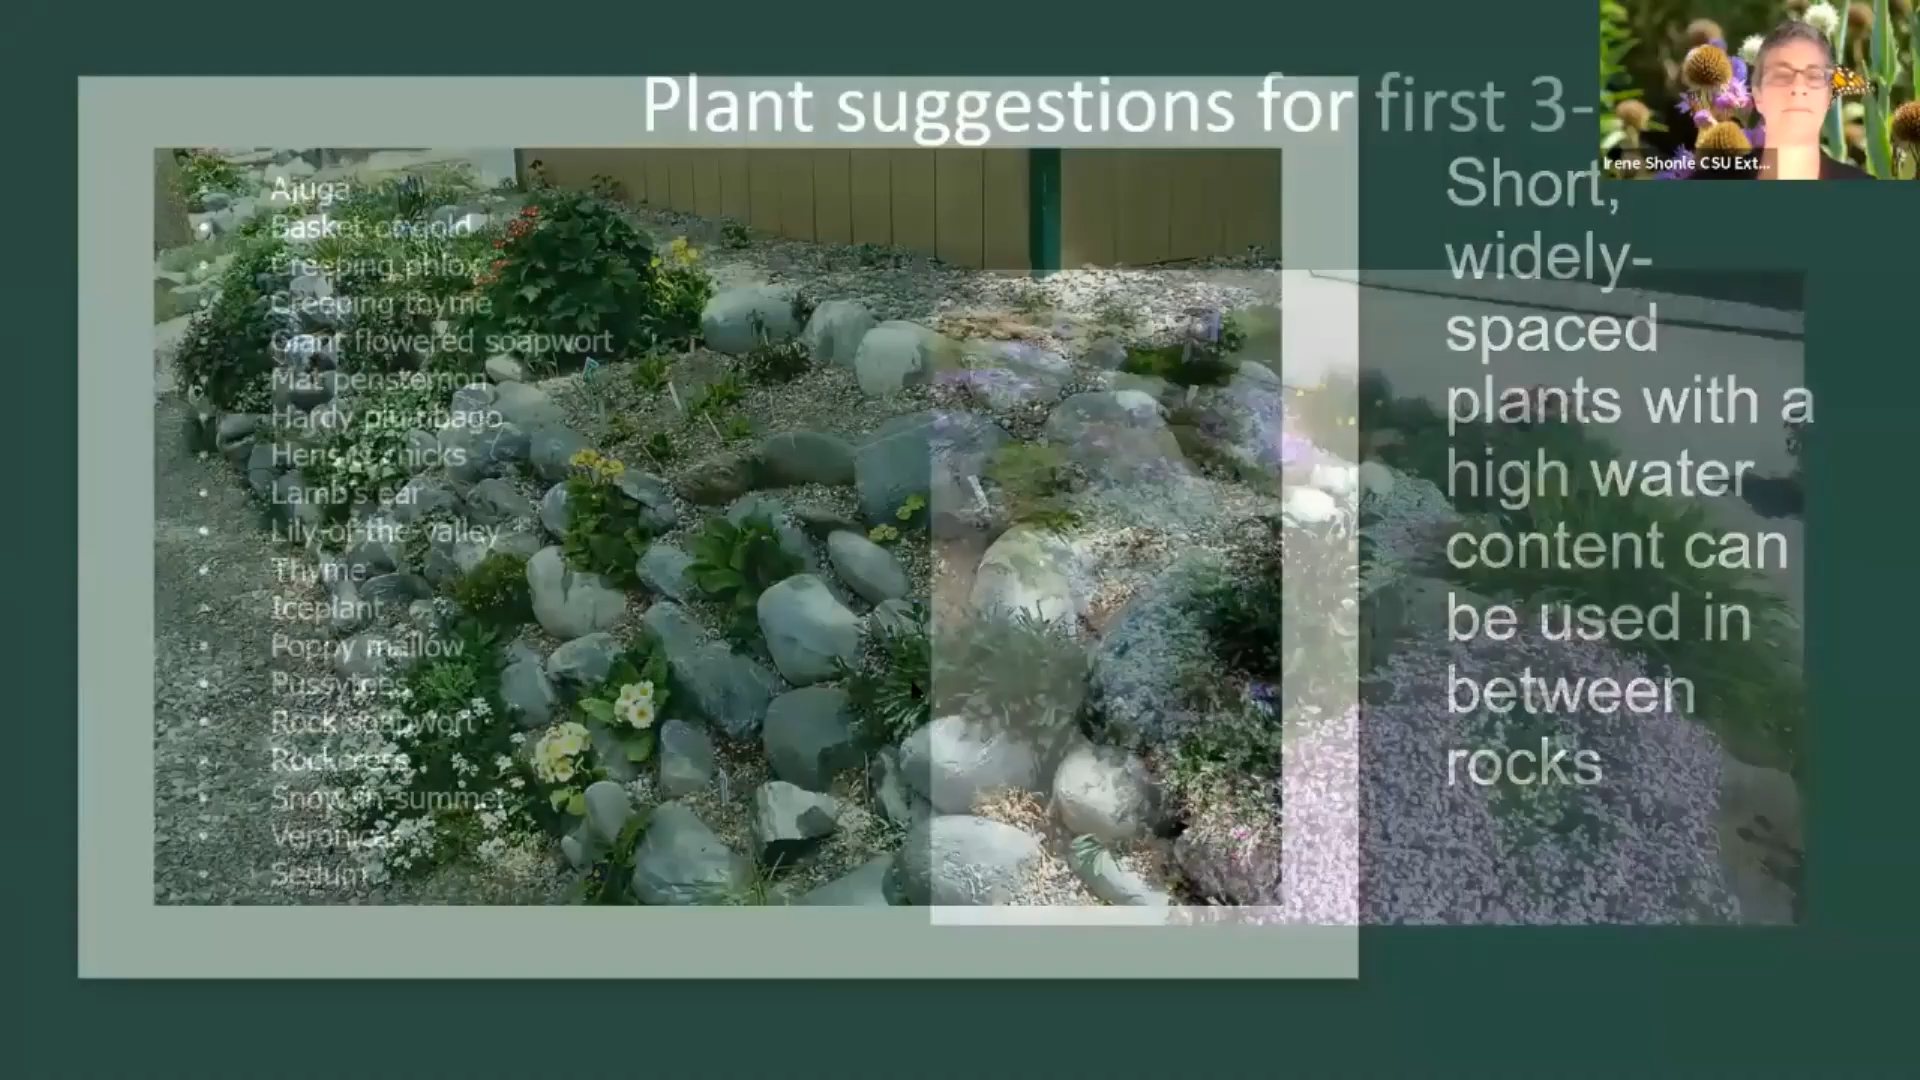 Plant suggestions for first 3-
Irene Shonle CSU Ext...
Ajuga
Basket of gold
Creeping phlox
Creeping thyme
Giant flowered soapwort
Mat penstemon
Hardy plumbago
Hens & chicks
Lamb's ear
Lily-of-the-valley
Thyme
Iceplant
Poppy mallow
Pussytoes
Rock soapwort
Rockcress
Snow-in-summer
Veronicas
Sedum
Short,
widely-
spaced
plants with a
high water
content can
be used in
between
rocks